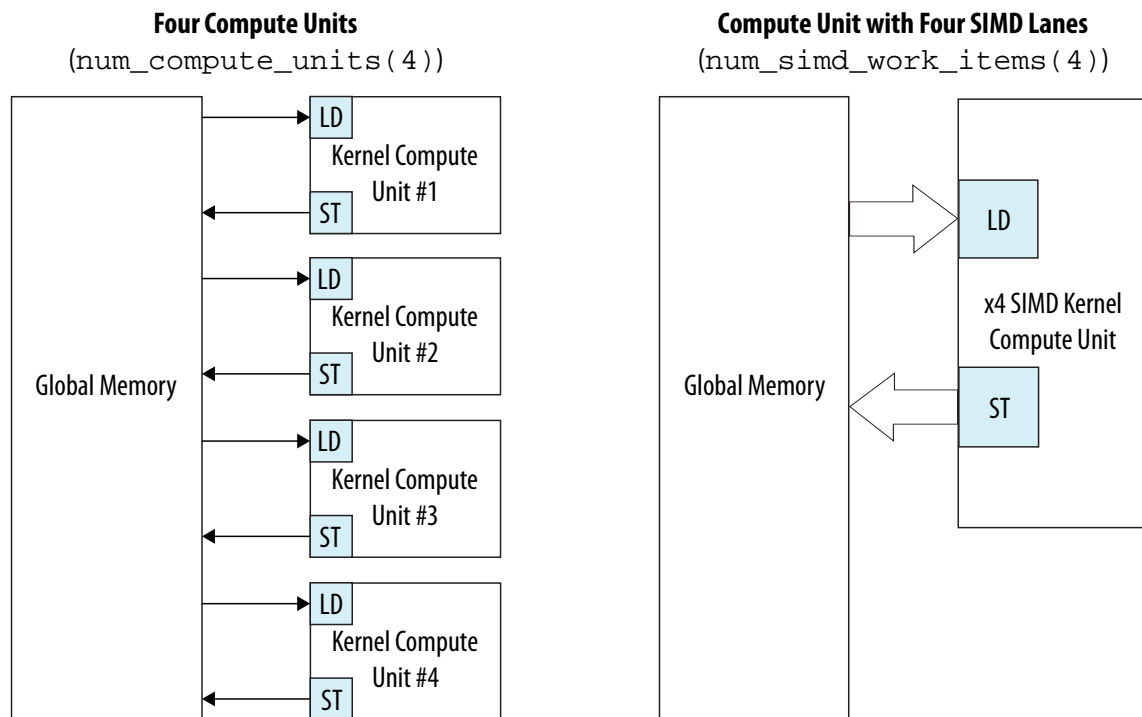 Four Compute Units
(num_compute_units(4))
Global Memory
LD
Kernel Compute
Unit #1
ST
LD
Kernel Compute
Unit #2
ST
LD
Kernel Compute
Unit #3
ST
LD
Kernel Compute
Unit #4
ST
Compute Unit with Four SIMD Lanes
(num_simd_work_items(4))
Global Memory
LD
x4 SIMD Kernel
Compute Unit
ST